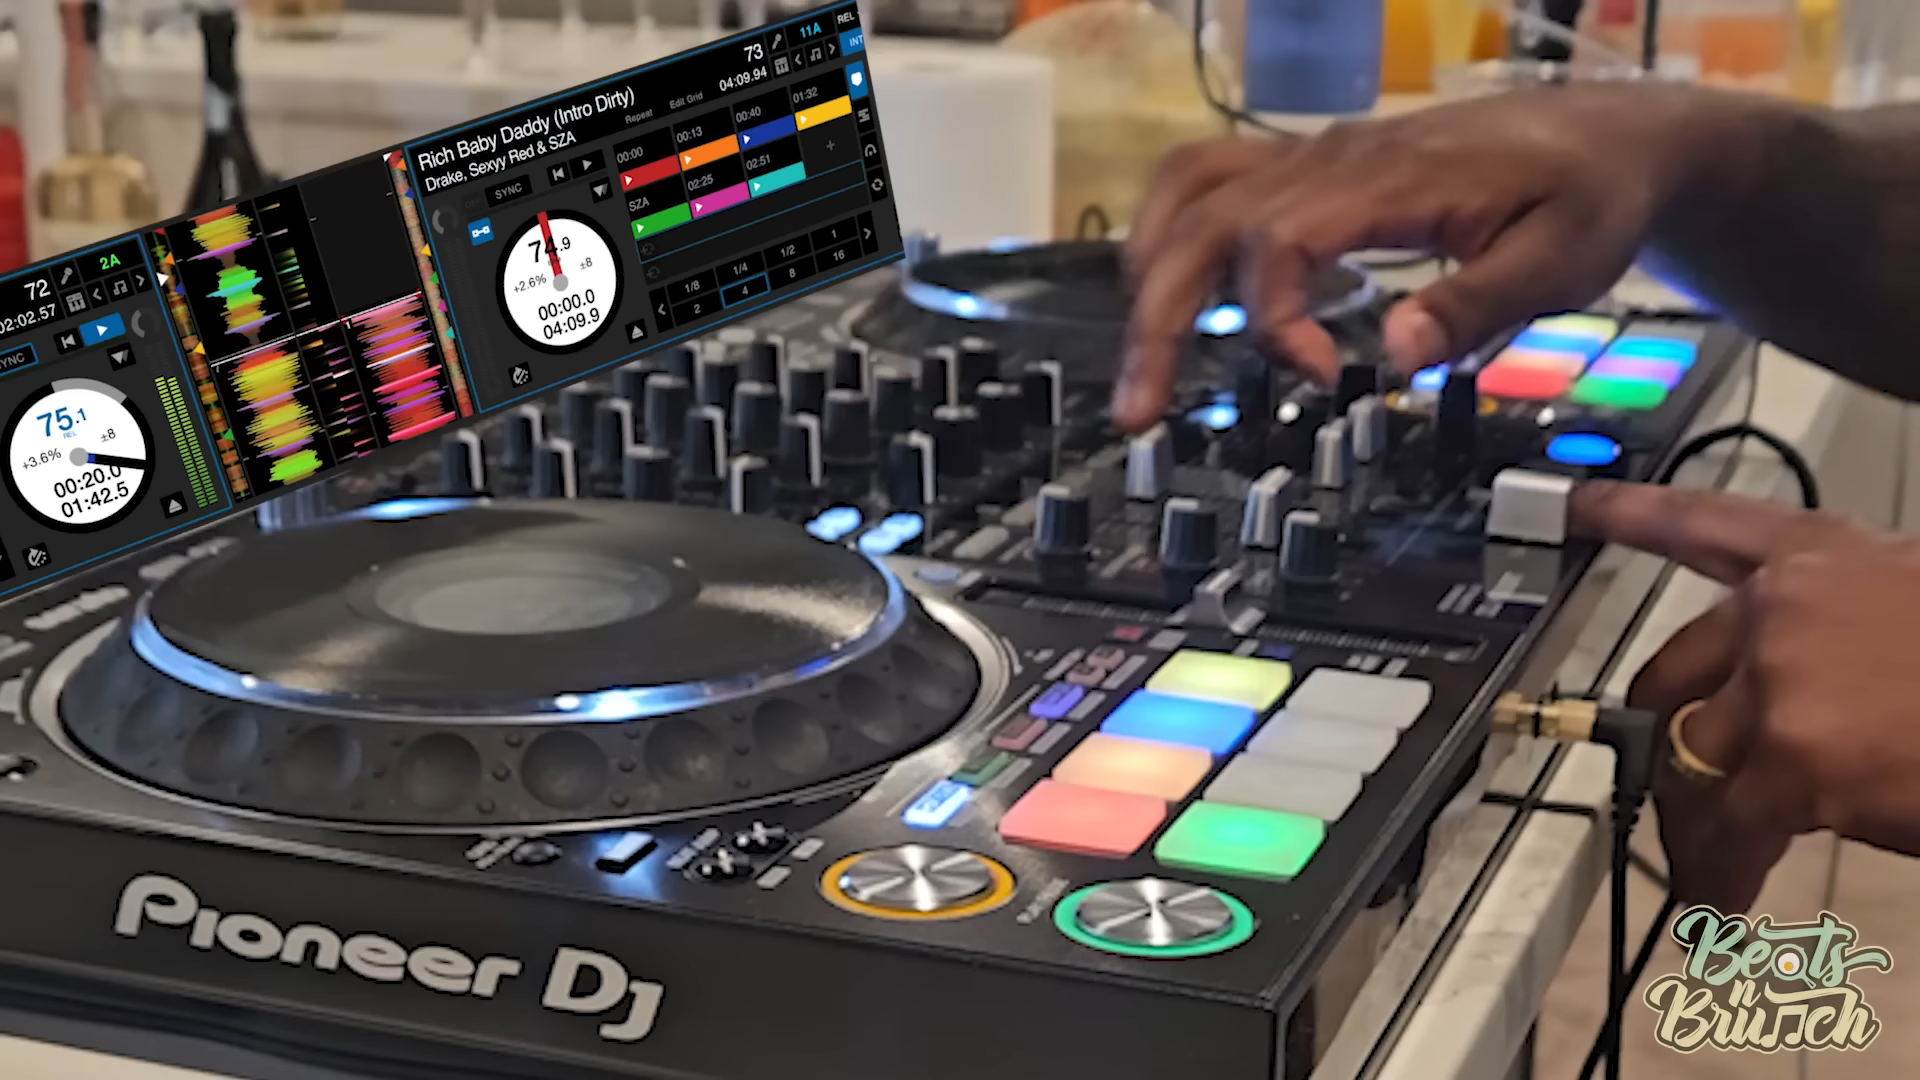 72
2A
02:02.57
SYNC
75.1
REL
±8
+3.6%
00:20.0
01:42.5
Rich Baby Daddy (Intro Dirty)
Drake, Sexyy Red & SZA
73
11A
REL
04:09.94
INT
Repeat
Edit Grid
SYNC
74.9
±8
+2.6%
00:00.0
04:09.9
00:00
00:13
00:40
01:32
SZA
02:25
02:51
1/8
1/4
1/2
1
2
4
8
16
1
Pioneer Dj
Beats
n
Brunch